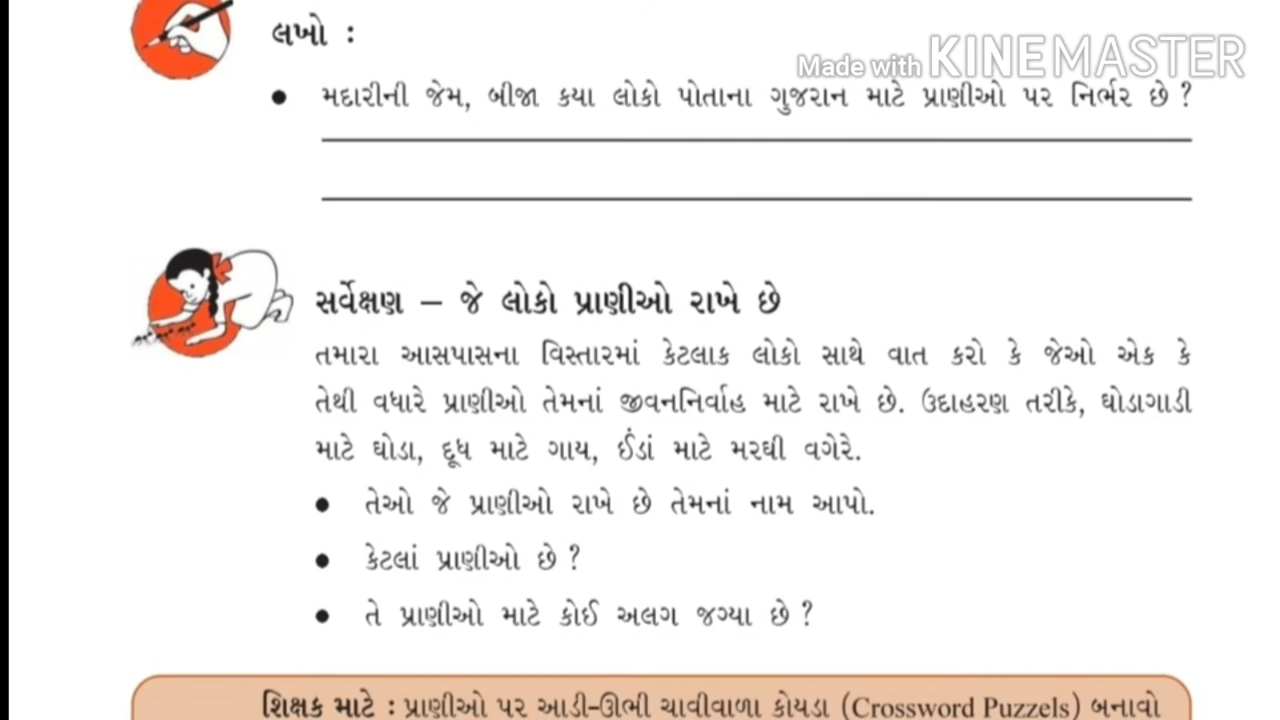 લખો :
Made with KINEMASTER
● મદારીની જેમ, બીજા કયા લોકો પોતાના ગુજરાન માટે પ્રાણીઓ પર નિર્ભર છે ?
સર્વેક્ષણ – જે લોકો પ્રાણીઓ રાખે છે
તમારા આસપાસના વિસ્તારમાં કેટલાક લોકો સાથે વાત કરો કે જેઓ એક કે
તેથી વધારે પ્રાણીઓ તેમનાં જીવનનિર્વાહ માટે રાખે છે. ઉદાહરણ તરીકે, ઘોડાગાડી
માટે ઘોડા, દૂધ માટે ગાય, ઈંડાં માટે મરઘી વગેરે.
● તેઓ જે પ્રાણીઓ રાખે છે તેમનાં નામ આપો.
● કેટલાં પ્રાણીઓ છે ?
● તે પ્રાણીઓ માટે કોઈ અલગ જગ્યા છે ?
શિક્ષક માટે : પ્રાણીઓ પર આડી-ઊભી ચાવીવાળા કોયડા (Crossword Puzzels) બનાવો